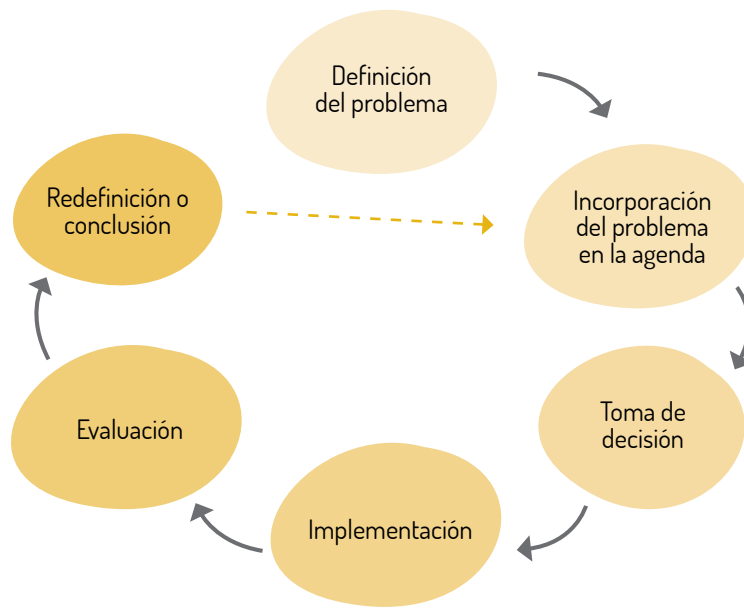 Definición
del problema
Incorporación
del problema
en la agenda
Toma de
decisión
Implementación
Evaluación
Redefinición o
conclusión